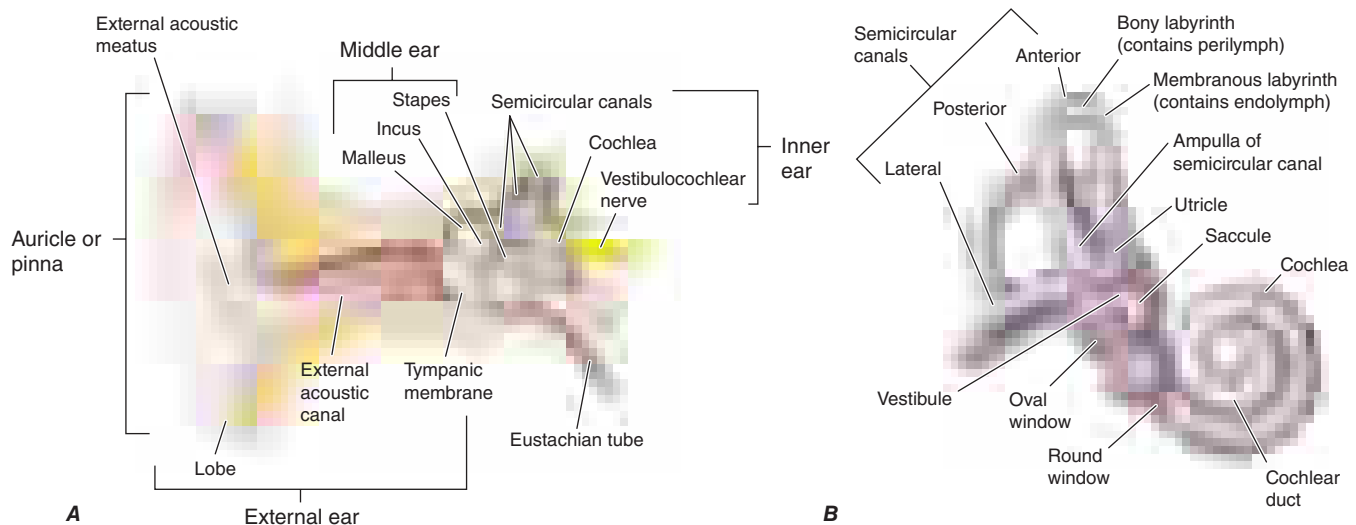 External acoustic
meatus
Middle ear
Stapes
Incus
Malleus
Semicircular canals
Cochlea
Vestibulocochlear
nerve
Inner
ear
Auricle or
pinna
External
acoustic
canal
Tympanic
membrane
Eustachian tube
Lobe
External ear
A
Semicircular
canals
Anterior
Posterior
Lateral
Bony labyrinth
(contains perilymph)
Membranous labyrinth
(contains endolymph)
Ampulla of
semicircular canal
Utricle
Saccule
Cochlea
Vestibule
Oval
window
Round
window
Cochlear
duct
B